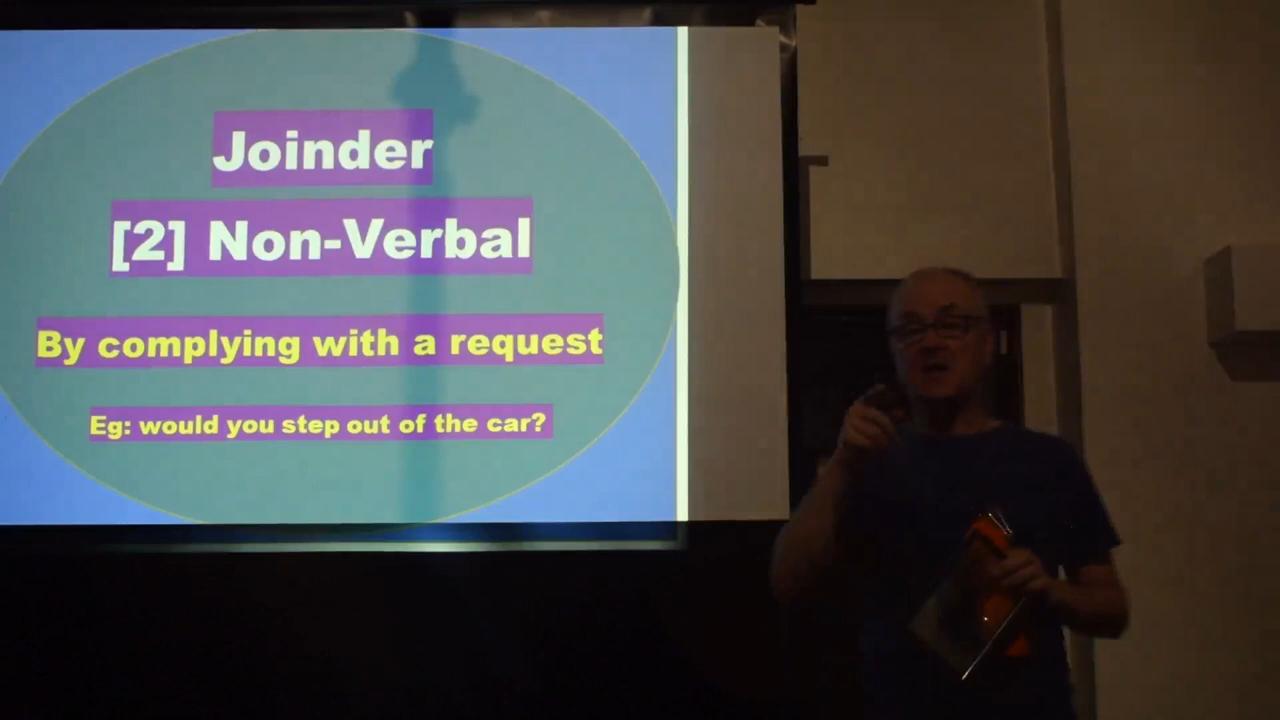 Joinder
[2] Non-Verbal
By complying with a request
Eg: would you step out of the car?